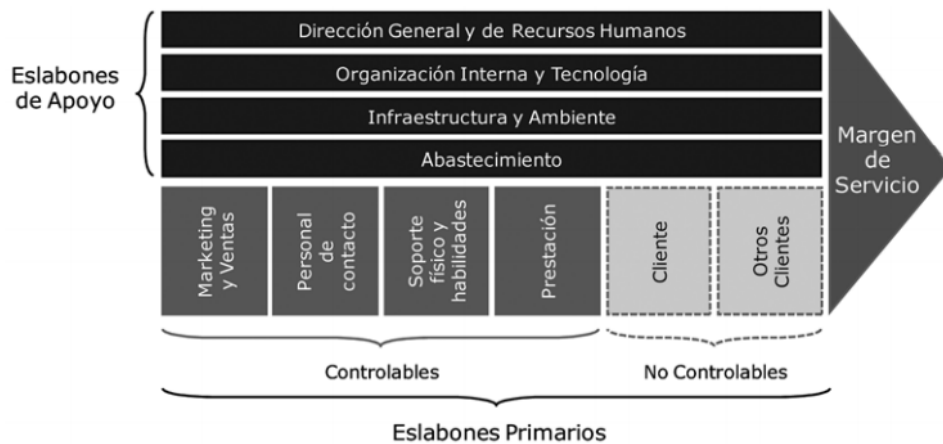 Dirección General y de Recursos Humanos
Eslabones
de Apoyo
Organización Interna y Tecnología
Infraestructura y Ambiente
Abastecimiento
Margen
de
Servicio
Marketing
y Ventas
Personal
de
contacto
Soporte
físico y
habilidades
Prestación
Cliente
Otros
Clientes
Controlables
No Controlables
Eslabones Primarios